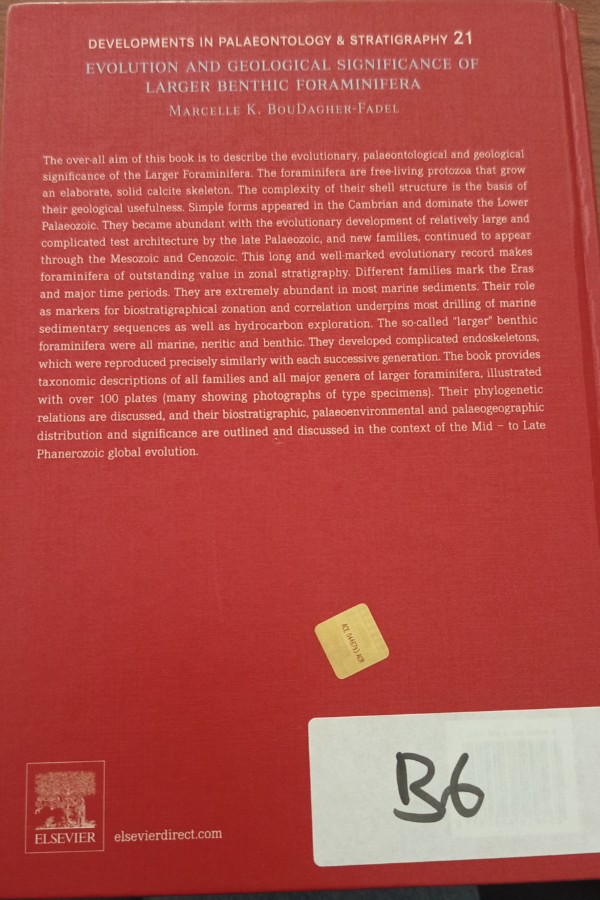 DEVELOPMENTS IN PALAEONTOLOGY & STRATIGRAPHY 21
EVOLUTION AND GEOLOGICAL SIGNIFICANCE OF
LARGER BENTHIC FORAMINIFERA
MARCELLE K. BOUDAGHER-FADEL
The over-all aim of this book is to describe the evolutionary, palaeontological and geological
significance of the Larger Foraminifera. The foraminifera are free-living protozoa that grow
an elaborate, solid calcite skeleton. The complexity of their shell structure is the basis of
their geological usefulness. Simple forms appeared in the Cambrian and dominate the Lower
Palaeozoic. They became abundant with the evolutionary development of relatively large and
complicated test architecture by the late Palaeozoic, and new families, continued to appear
through the Mesozoic and Cenozoic. This long and well-marked evolutionary record makes
foraminifera of outstanding value in zonal stratigraphy. Different families mark the Eras
and major time periods. They are extremely abundant in most marine sediments. Their role
as markers for biostratigraphical zonation and correlation underpins most drilling of marine
sedimentary sequences as well as hydrocarbon exploration. The so-called "larger" benthic
foraminifera were all marine, neritic and benthic. They developed complicated endoskeletons,
which were reproduced precisely similarly with each successive generation. The book provides
taxonomic descriptions of all families and all major genera of larger foraminifera, illustrated
with over 100 plates (many showing photographs of type specimens). Their phylogenetic
relations are discussed, and their biostratigraphic, palaeoenvironmental and palaeogeographic
distribution and significance are outlined and discussed in the context of the Mid – to Late
Phanerozoic global evolution.
B6
ELSEVIER
elsevierdirect.com